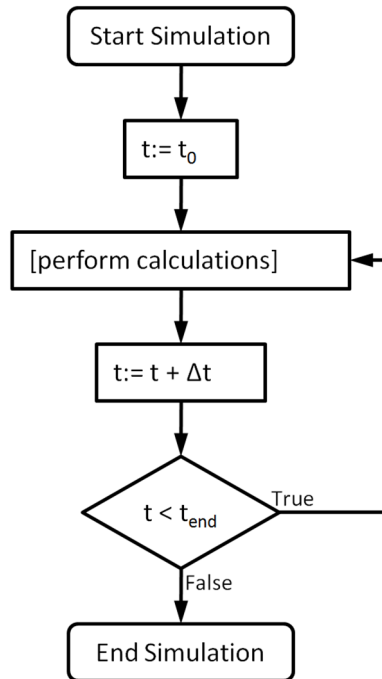 Start Simulation
t:= t₀
[perform calculations]
t:= t + Δt
t < tₑₙd
True
False
End Simulation